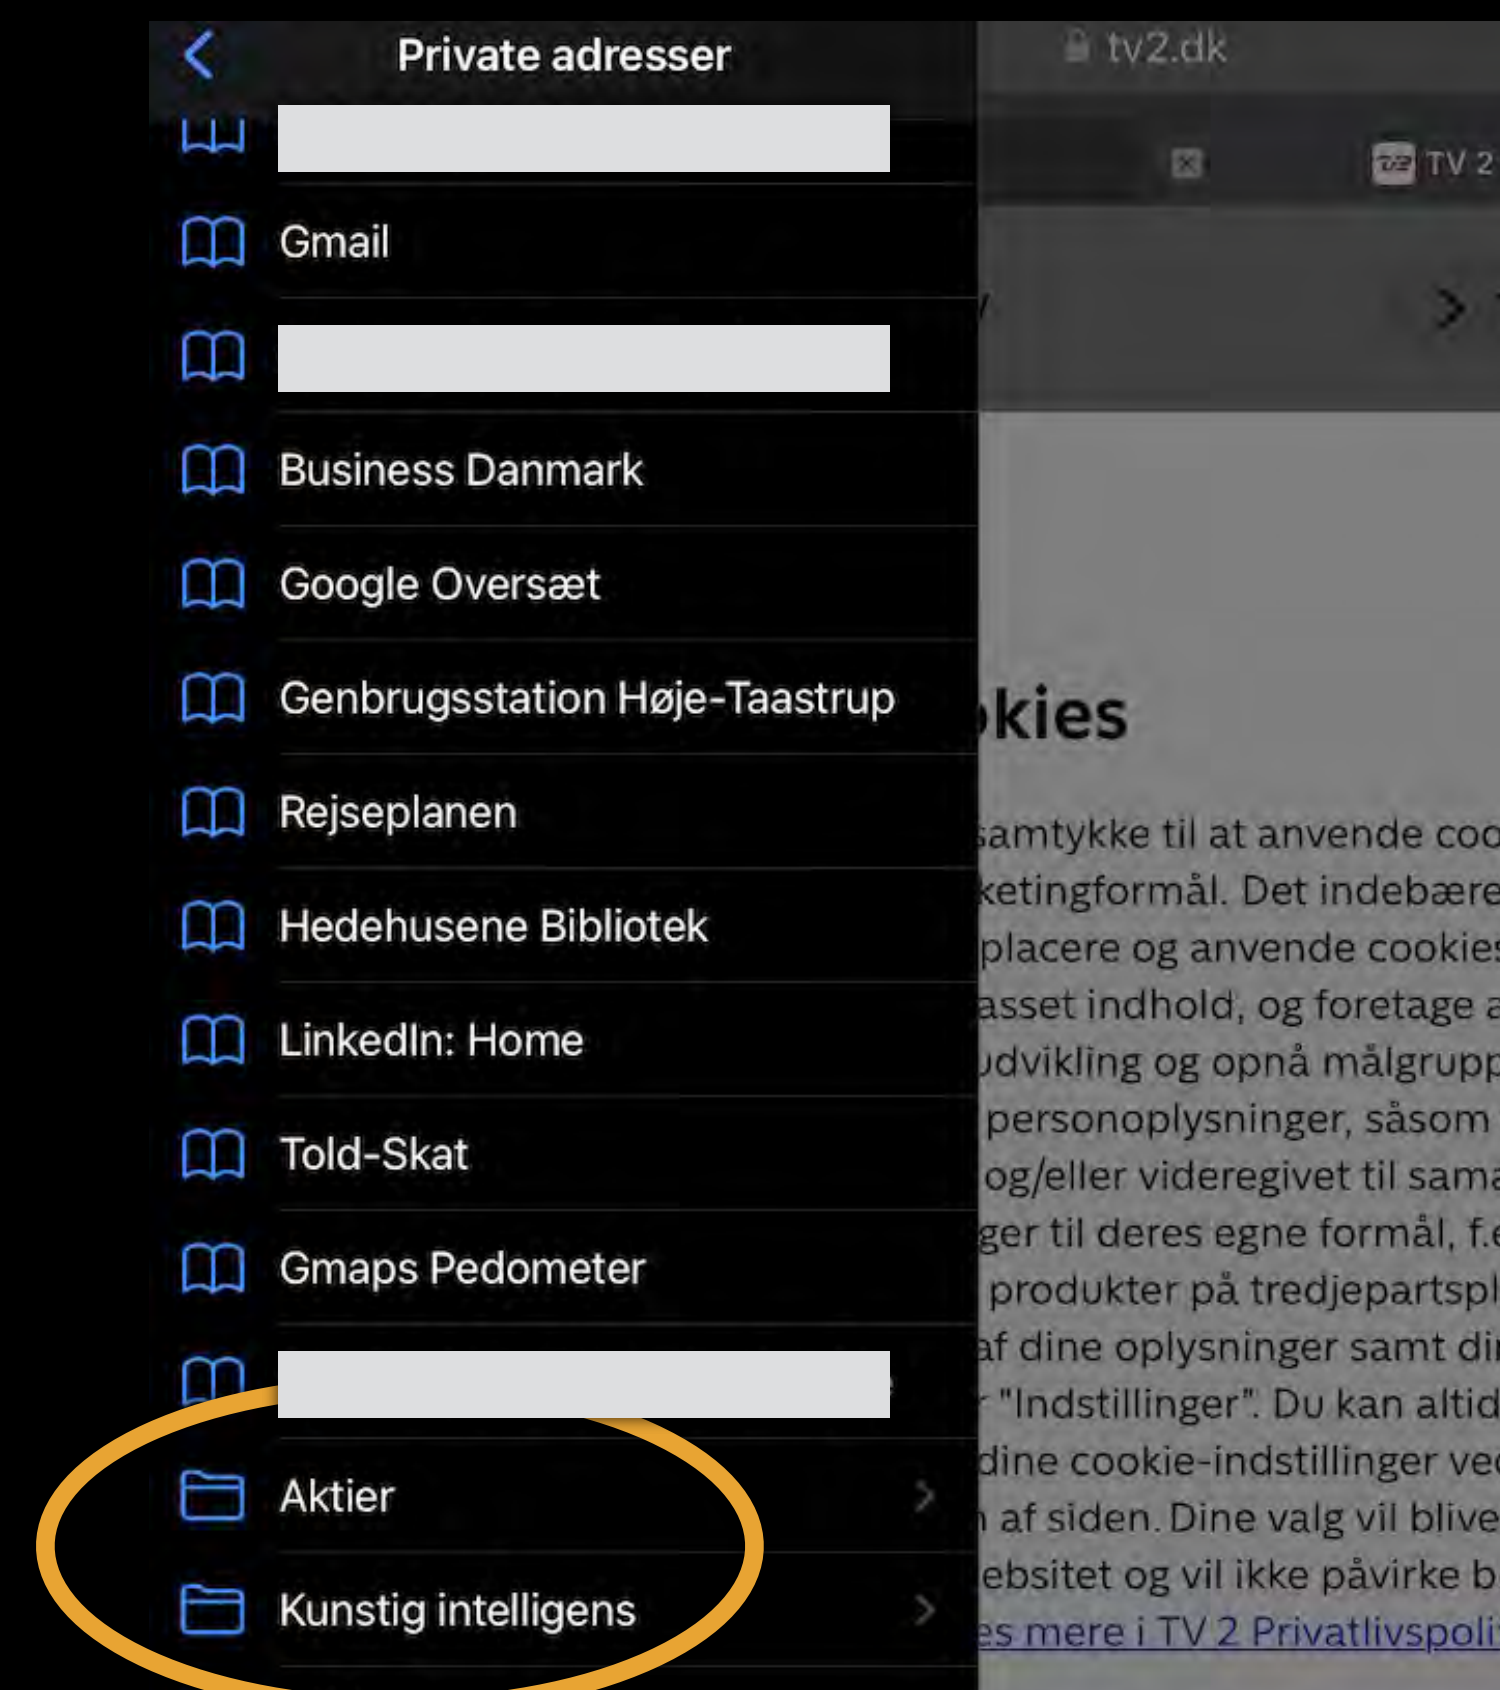 Private adresser
Gmail
Business Danmark
Google Oversæt
Genbrugsstation Høje-Taastrup
Rejseplanen
Hedehusene Bibliotek
LinkedIn: Home
Told-Skat
Gmaps Pedometer
Aktier
Kunstig intelligens
tv2.dk
TV 2
kies
samtykke til at anvende coo
ketingformål. Det indebære
placere og anvende cookies
asset indhold, og foretage a
udvikling og opnå målgrupp
personoplysninger, såsom
og/eller videregivet til sama
ger til deres egne formål, f.e
produkter på tredjepartspl
af dine oplysninger samt din
"Indstillinger". Du kan altid
dine cookie-indstillinger ved
af siden. Dine valg vil blive
ebsitet og vil ikke påvirke b
es mere i TV 2 Privatlivspoli